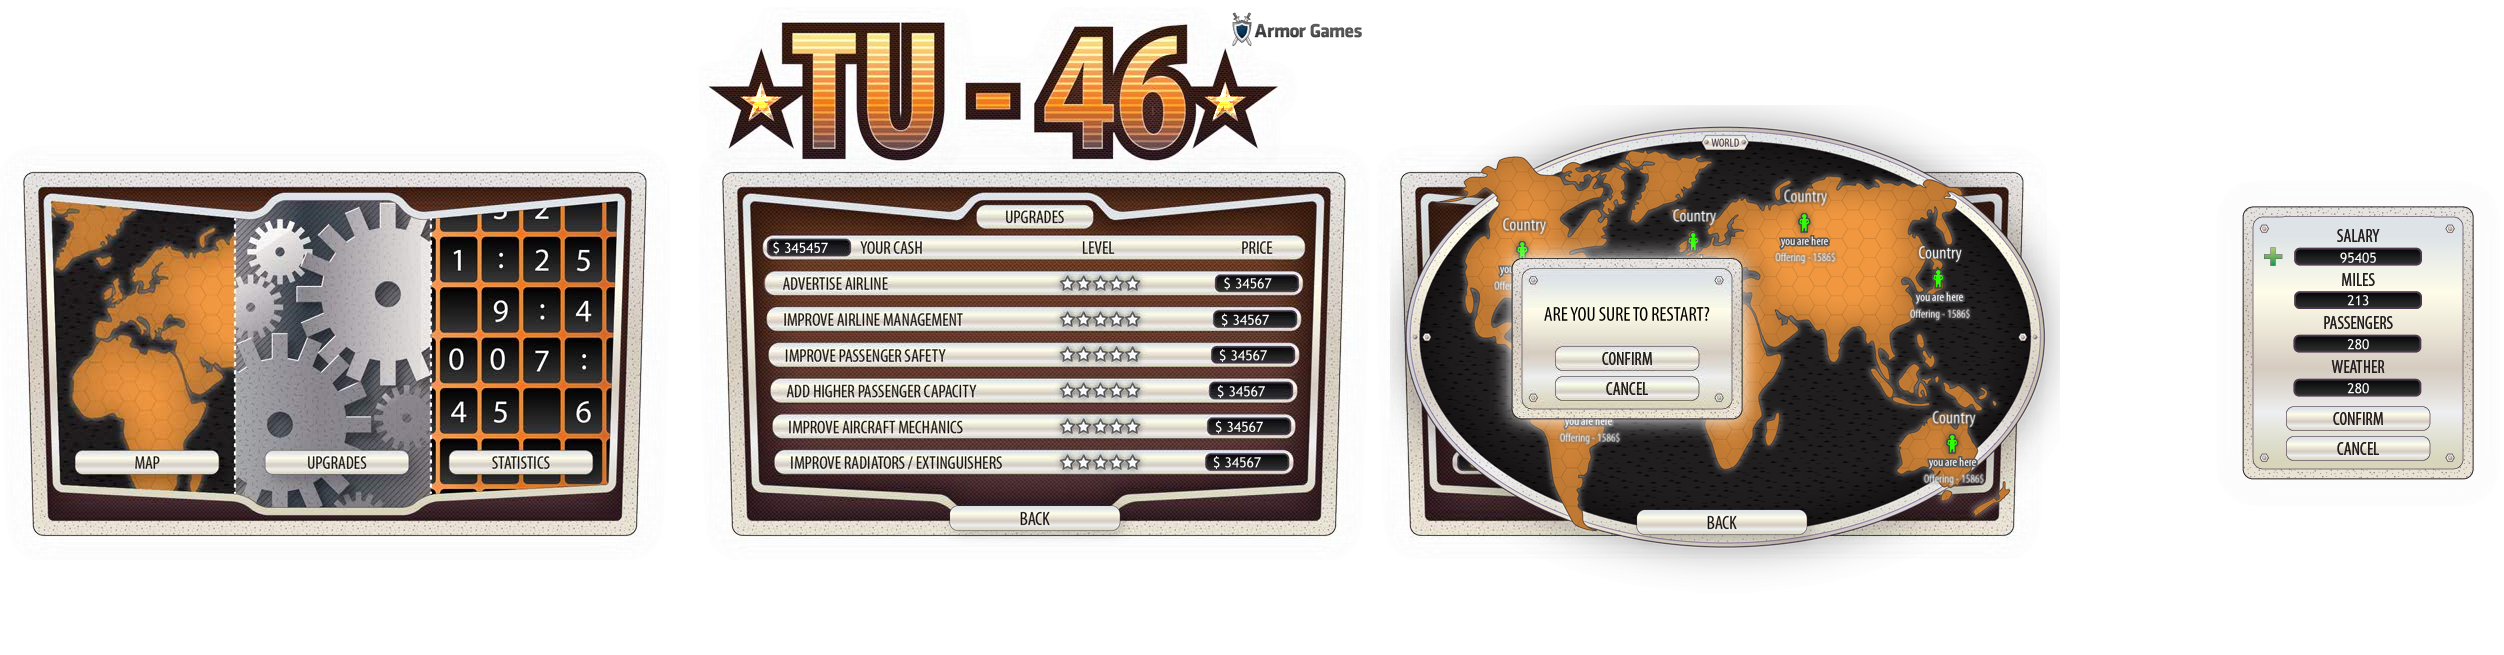 TU - 46
Armor Games
3 2
1 : 2 5
9 : 4
0 0 7 :
4 5 6
MAP
UPGRADES
STATISTICS
UPGRADES
$ 345457 YOUR CASH LEVEL PRICE
ADVERTISE AIRLINE $ 34567
IMPROVE AIRLINE MANAGEMENT $ 34567
IMPROVE PASSENGER SAFETY $ 34567
ADD HIGHER PASSENGER CAPACITY $ 34567
IMPROVE AIRCRAFT MECHANICS $ 34567
IMPROVE RADIATORS / EXTINGUISHERS $ 34567
BACK
WORLD
Country
Country
Country
you are here
Offering - 1586$
Country
you are here
Offering - 1586$
ARE YOU SURE TO RESTART?
CONFIRM
CANCEL
you are here
Offering - 1586$
Country
you are here
Offering - 1586$
BACK
SALARY
95405
MILES
213
PASSENGERS
280
WEATHER
280
CONFIRM
CANCEL